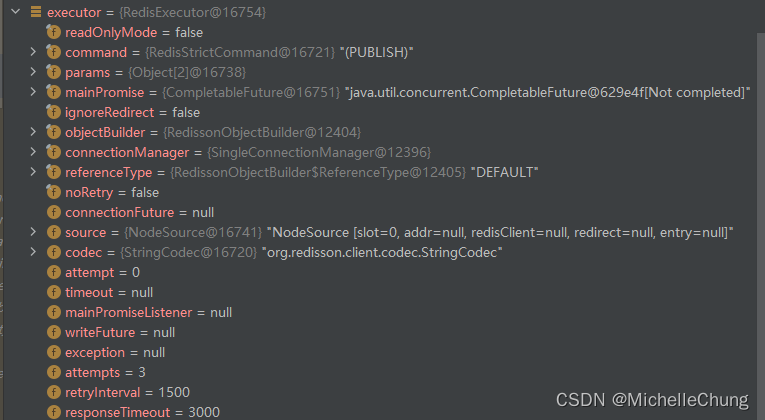 executor = {RedisExecutor@16754}
readOnlyMode = false
command = {RedisStrictCommand@16721} "(PUBLISH)"
params = {Object[2]@16738}
mainPromise = {CompletableFuture@16751} "java.util.concurrent.CompletableFuture@629e4f[Not completed]"
ignoreRedirect = false
objectBuilder = {RedissonObjectBuilder@12404}
connectionManager = {SingleConnectionManager@12396}
referenceType = {RedissonObjectBuilder$ReferenceType@12405} "DEFAULT"
noRetry = false
connectionFuture = null
source = {NodeSource@16741} "NodeSource [slot=0, addr=null, redisClient=null, redirect=null, entry=null]"
codec = {StringCodec@16720} "org.redisson.client.codec.StringCodec"
attempt = 0
timeout = null
mainPromiseListener = null
writeFuture = null
exception = null
attempts = 3
retryInterval = 1500
responseTimeout = 3000
CSDN @MichelleChung